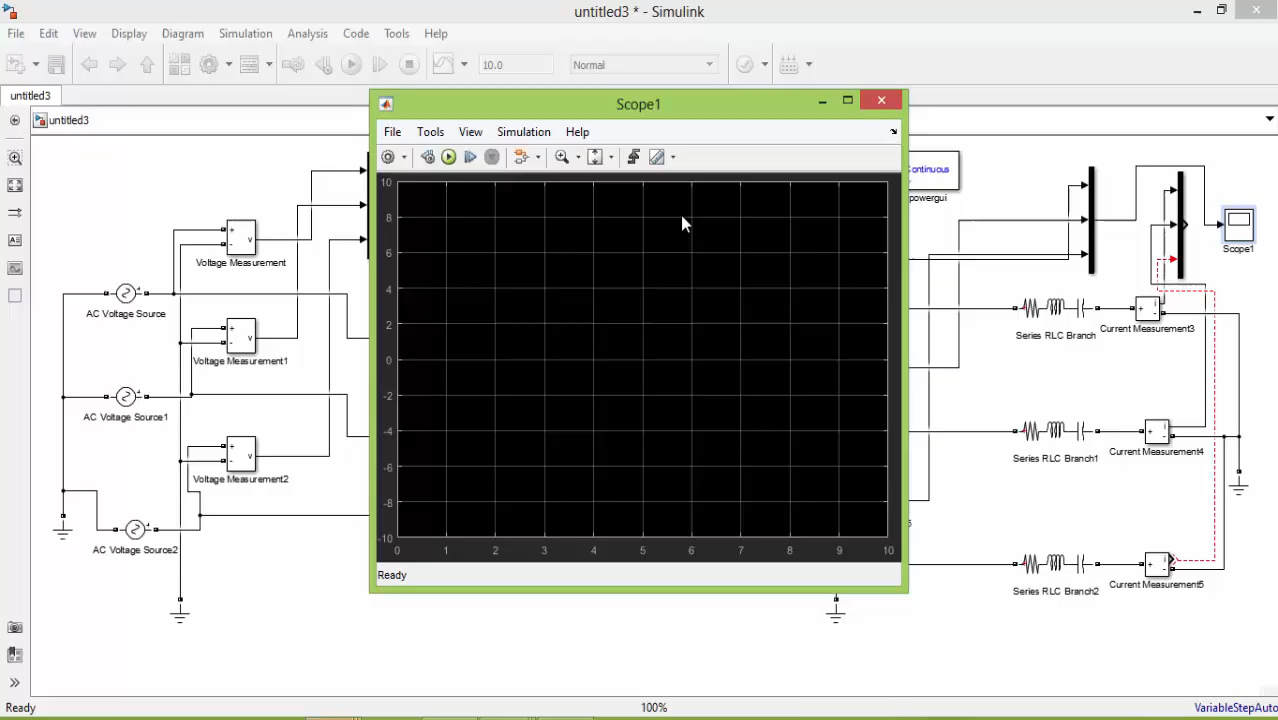 untitled3 * - Simulink
File Edit View Display Diagram Simulation Analysis Code Tools Help
10.0 Normal
untitled3
untitled3
Scope1
File Tools View Simulation Help
10
8
6
4
2
0
-2
-4
-6
-8
-10
0 1 2 3 4 5 6 7 8 9 10
Ready
Voltage Measurement
AC Voltage Source
Voltage Measurement1
AC Voltage Source1
Voltage Measurement2
AC Voltage Source2
+
-
v
+
-
v
+
-
v
Continuous
powergui
Scope1
Series RLC Branch
Current Measurement3
Series RLC Branch1
Current Measurement4
Series RLC Branch2
Current Measurement5
+ i
-
+ i
-
+ i
-
Ready 100% VariableStepAuto